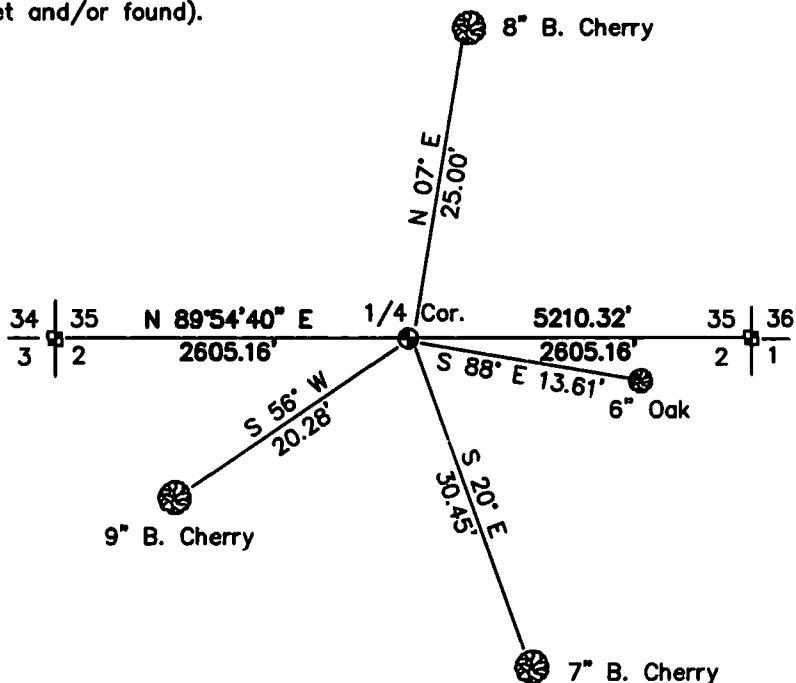 et and/or found).
8" B. Cherry
N 07° E
25.00'
34 35 N 89°54'40" E 1/4 Cor. 5210.32' 35 36
3 2 2605.16' 2605.16' 2 1
S 88° E 13.61'
6" Oak
S 56° W
20.28'
9" B. Cherry
S 20° E
30.45'
7" B. Cherry